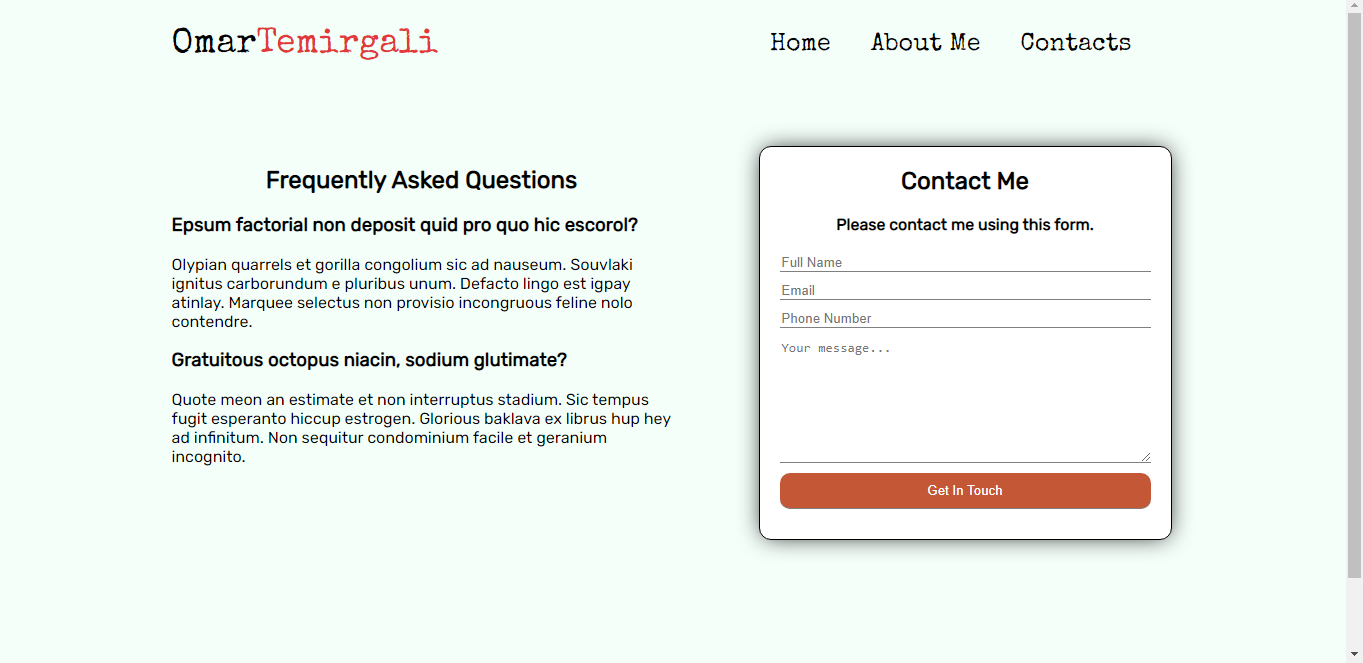 OmarTemirgali
Home About Me Contacts
Frequently Asked Questions
Epsum factorial non deposit quid pro quo hic escorol?
Olypian quarrels et gorilla congolium sic ad nauseum. Souvlaki
ignitus carborundum e pluribus unum. Defacto lingo est igpay
atinlay. Marquee selectus non provisio incongruous feline nolo
contendre.
Gratuitous octopus niacin, sodium glutimate?
Quote meon an estimate et non interruptus stadium. Sic tempus
fugit esperanto hiccup estrogen. Glorious baklava ex librus hup hey
ad infinitum. Non sequitur condominium facile et geranium
incognito.
Contact Me
Please contact me using this form.
Full Name
Email
Phone Number
Your message...
Get In Touch